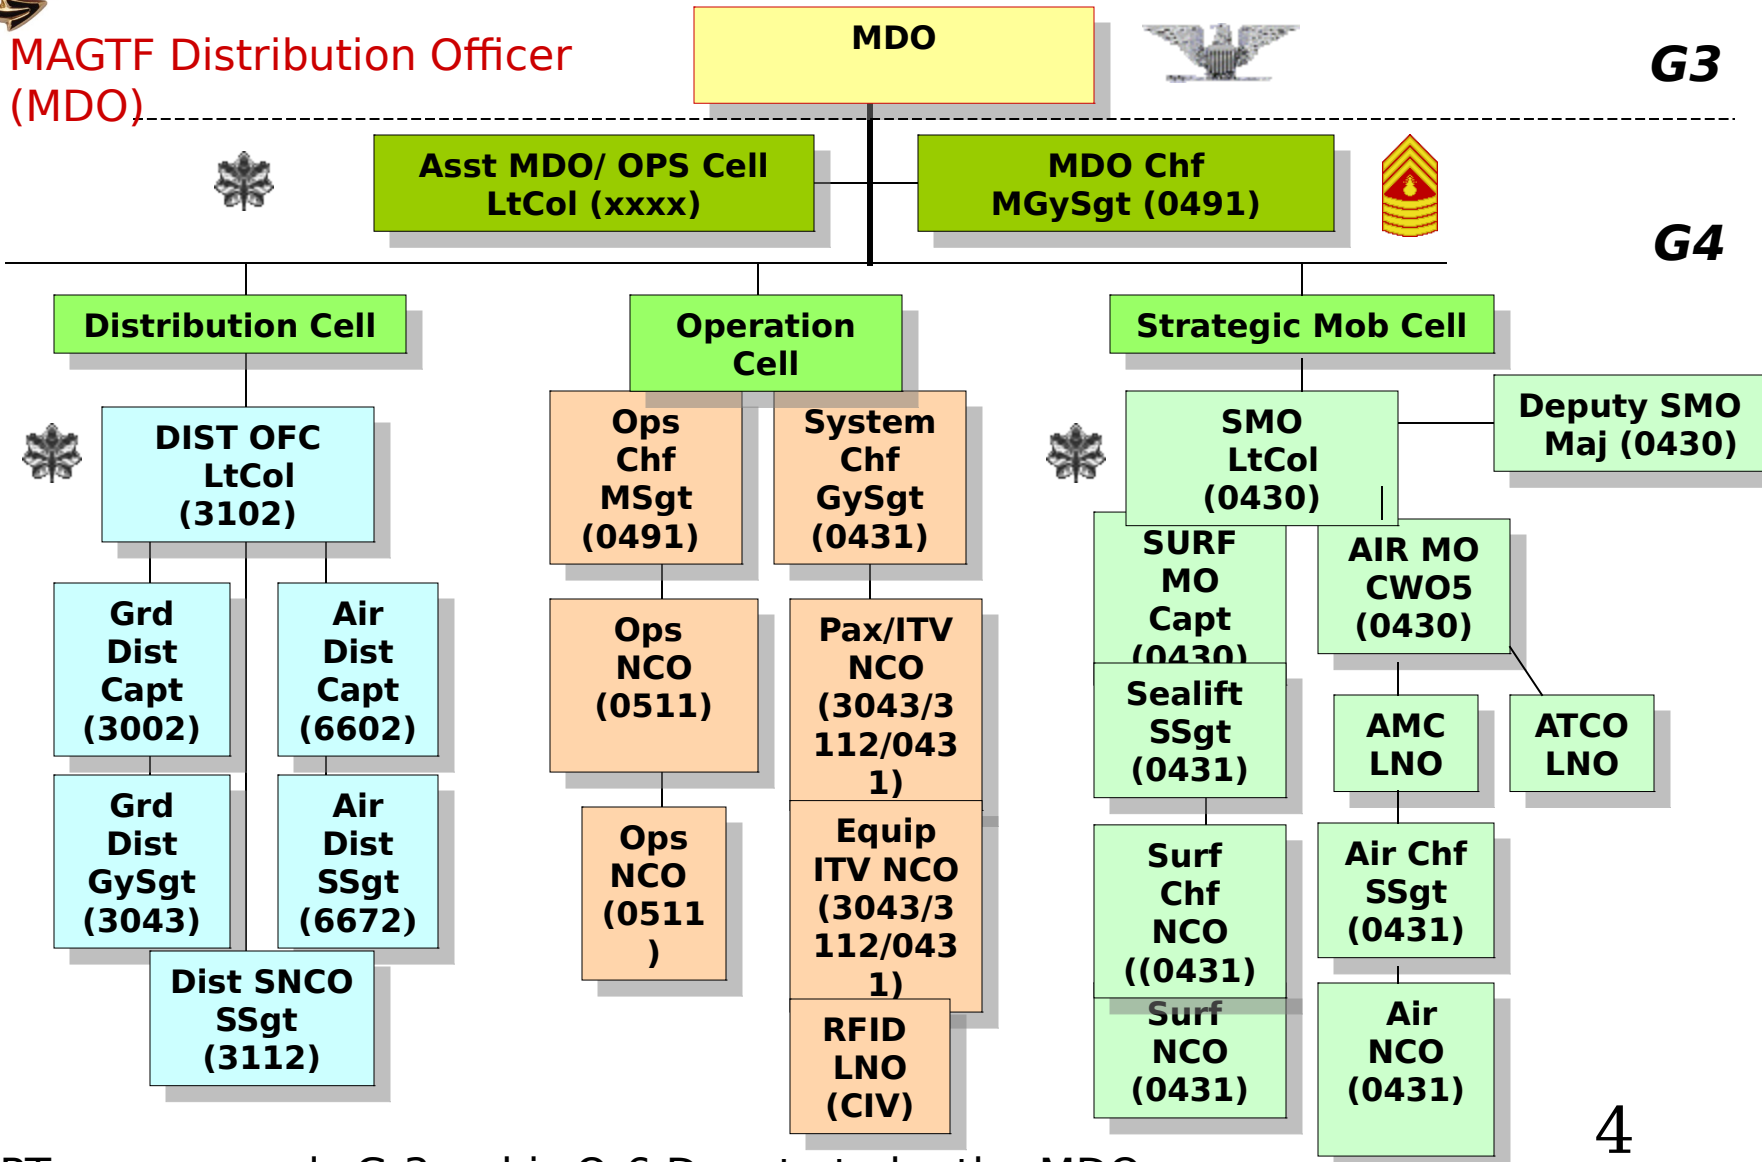 MAGTF Distribution Officer
(MDO)
MDO
G3
Asst MDO/ OPS Cell
LtCol (xxxx)
MDO Chf
MGySgt (0491)
G4
Distribution Cell
Operation
Cell
Strategic Mob Cell
DIST OFC
LtCol
(3102)
Grd
Dist
Capt
(3002)
Air
Dist
Capt
(6602)
Grd
Dist
GySgt
(3043)
Air
Dist
SSgt
(6672)
Dist SNCO
SSgt
(3112)
Ops
Chf
MSgt
(0491)
System
Chf
GySgt
(0431)
Ops
NCO
(0511)
Pax/ITV
NCO
(3043/3
112/043
1)
Ops
NCO
(0511
)
Equip
ITV NCO
(3043/3
112/043
1)
RFID
LNO
(CIV)
SMO
LtCol
(0430)
Deputy SMO
Maj (0430)
SURF
MO
Capt
(0430)
AIR MO
CWO5
(0430)
Sealift
SSgt
(0431)
AMC
LNO
ATCO
LNO
Surf
Chf
NCO
((0431)
Air Chf
SSgt
(0431)
Surf
NCO
(0431)
Air
NCO
(0431)
4